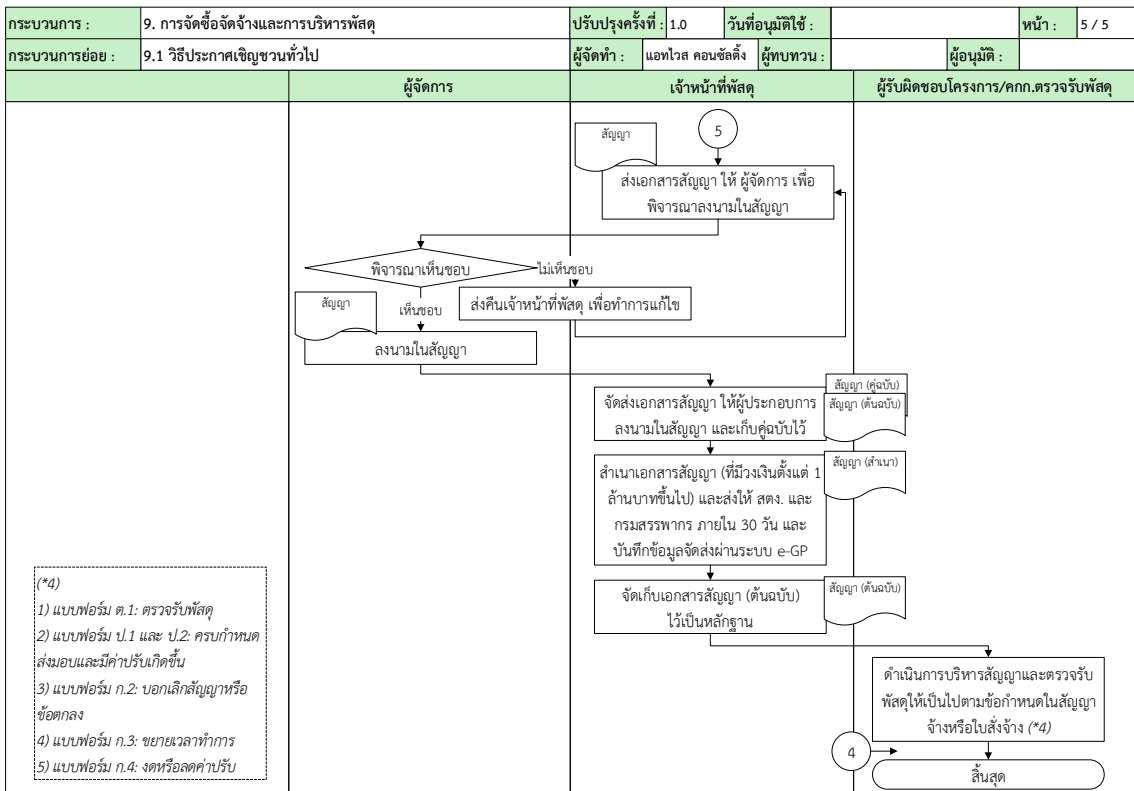 กระบวนการ : 9. การจัดซื้อจัดจ้างและการบริหารพัสดุ ปรับปรุงครั้งที่ : 1.0 วันที่อนุมัติใช้ : หน้า : 5 / 5
กระบวนการย่อย : 9.1 วิธีประกาศเชิญชวนทั่วไป ผู้จัดทำ : แอทไวส คอนซัลติ้ง ผู้ทบทวน : ผู้อนุมัติ :
ผู้จัดการ เจ้าหน้าที่พัสดุ ผู้รับผิดชอบโครงการ/คกก.ตรวจรับพัสดุ
5
สัญญา
ส่งเอกสารสัญญา ให้ ผู้จัดการ เพื่อ
พิจารณาลงนามในสัญญา
พิจารณาเห็นชอบ
ไม่เห็นชอบ
ส่งคืนเจ้าหน้าที่พัสดุ เพื่อทำการแก้ไข
เห็นชอบ
สัญญา
ลงนามในสัญญา
สัญญา (คู่ฉบับ)
สัญญา (ต้นฉบับ)
จัดส่งเอกสารสัญญา ให้ผู้ประกอบการ
ลงนามในสัญญา และเก็บคู่ฉบับไว้
สัญญา (สำเนา)
สำเนาเอกสารสัญญา (ที่มีวงเงินตั้งแต่ 1
ล้านบาทขึ้นไป) และส่งให้ สตง. และ
กรมสรรพากร ภายใน 30 วัน และ
บันทึกข้อมูลจัดส่งผ่านระบบ e-GP
สัญญา (ต้นฉบับ)
จัดเก็บเอกสารสัญญา (ต้นฉบับ)
ไว้เป็นหลักฐาน
(*4)
1) แบบฟอร์ม ต.1: ตรวจรับพัสดุ
2) แบบฟอร์ม ป.1 และ ป.2: ครบกำหนด
ส่งมอบและมีค่าปรับเกิดขึ้น
3) แบบฟอร์ม ก.2: บอกเลิกสัญญาหรือ
ข้อตกลง
4) แบบฟอร์ม ก.3: ขยายเวลาทำการ
5) แบบฟอร์ม ก.4: งดหรือลดค่าปรับ
ดำเนินการบริหารสัญญาและตรวจรับ
พัสดุให้เป็นไปตามข้อกำหนดในสัญญา
จ้างหรือใบสั่งจ้าง (*4)
4
สิ้นสุด